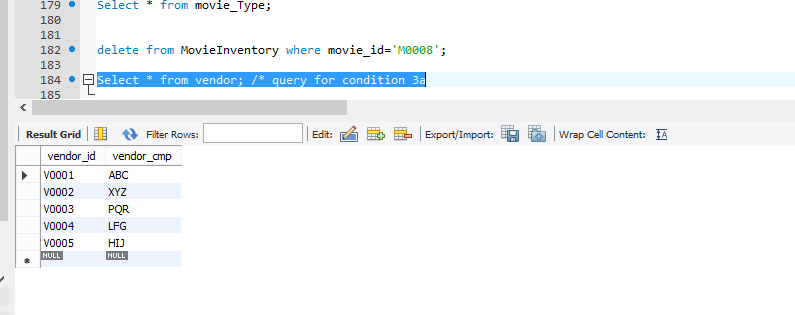 179 Select * from movie_Type;
180
181
182 delete from MovieInventory where movie_id='M0008';
183
184 Select * from vendor; /* query for condition 3a
185
Result Grid Filter Rows: Edit: Export/Import: Wrap Cell Content: IA
vendor_id vendor_cmp
V0001 ABC
V0002 XYZ
V0003 PQR
V0004 LFG
V0005 HIJ
NULL NULL